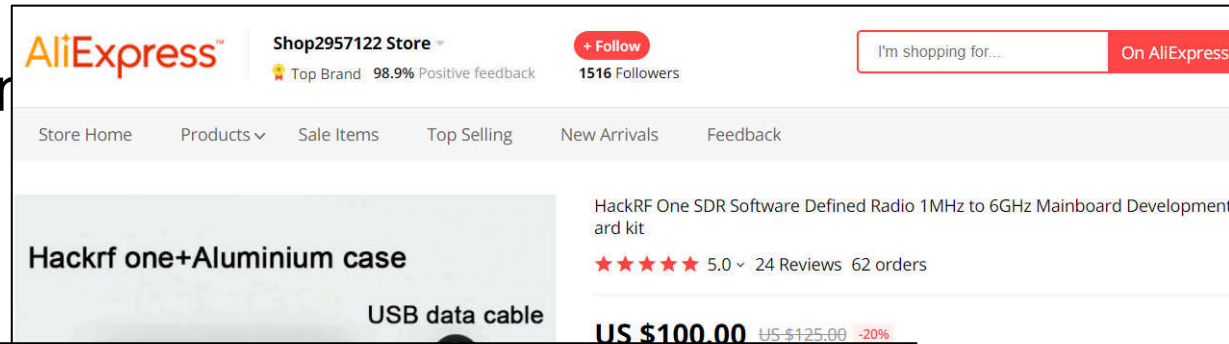 AliExpress™
Shop2957122 Store
Top Brand 98.9% Positive feedback
+ Follow
1516 Followers
I'm shopping for...
On AliExpress
Store Home Products Sale Items Top Selling New Arrivals Feedback
Hackrf one+Aluminium case
USB data cable
HackRF One SDR Software Defined Radio 1MHz to 6GHz Mainboard Development
ard kit
5.0 24 Reviews 62 orders
US $100.00 US $125.00 -20%